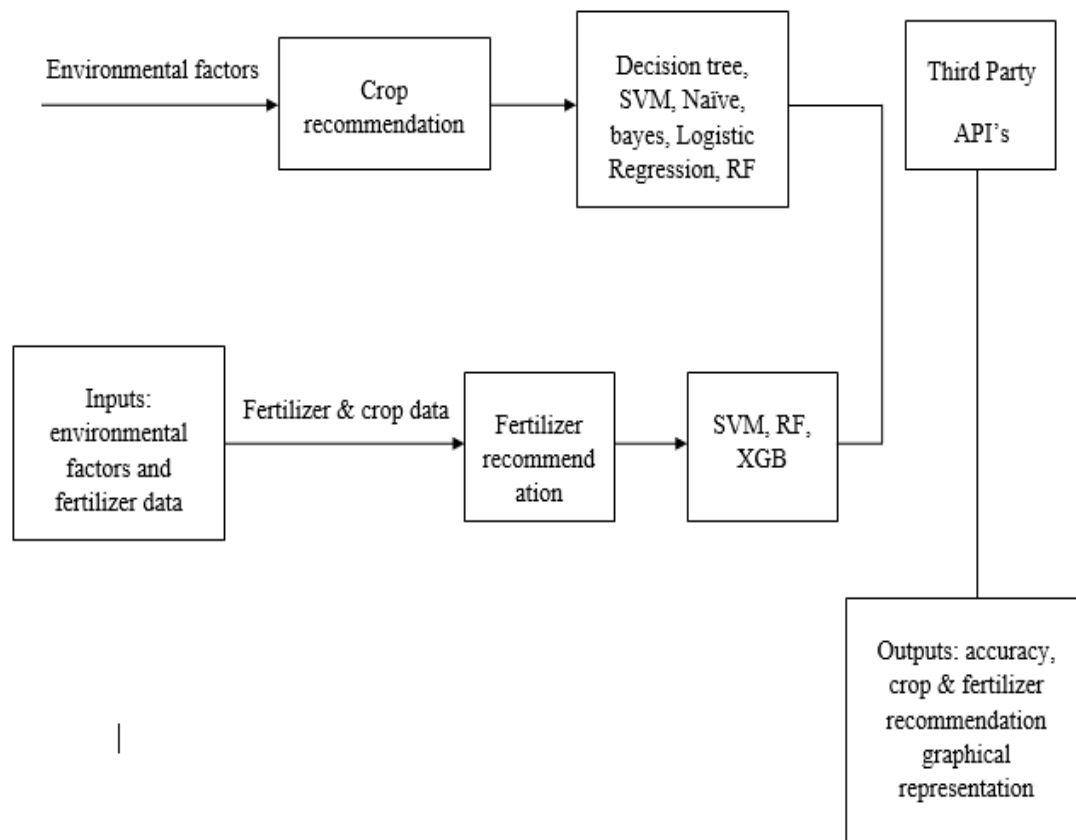 Environmental factors
Crop
recommendation
Decision tree,
SVM, Naïve,
bayes, Logistic
Regression, RF
Third Party
API’s
Inputs:
environmental
factors and
fertilizer data
Fertilizer & crop data
Fertilizer
recommend
ation
SVM, RF,
XGB
Outputs: accuracy,
crop & fertilizer
recommendation
graphical
representation